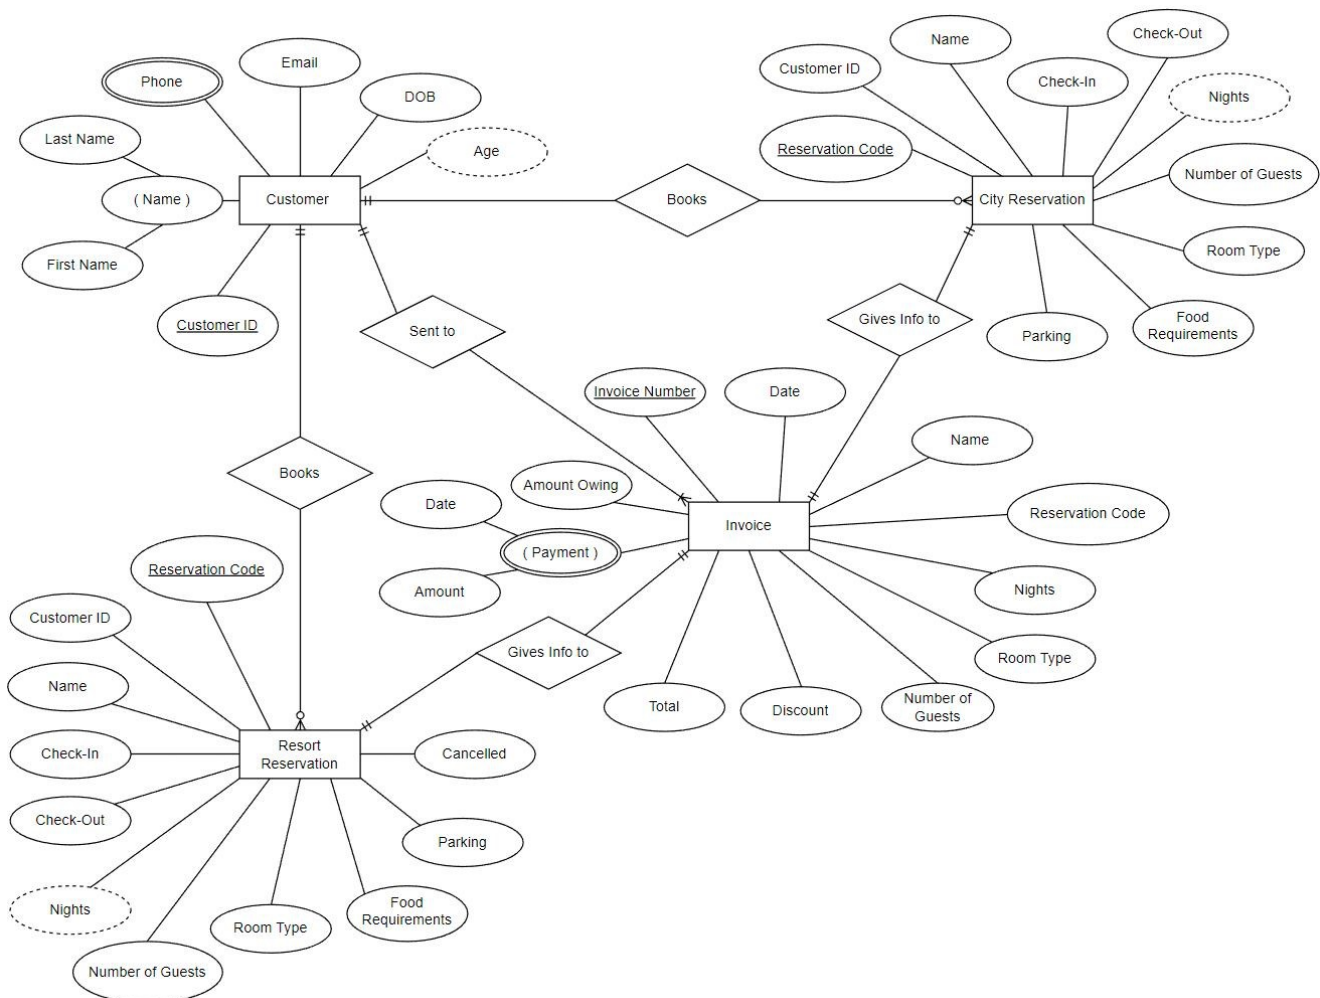 Check-Out
Name
Email
Customer ID
Check-In
Phone
DOB
Nights
Last Name
Age
Reservation Code
Number of Guests
( Name )
Customer
Books
City Reservation
First Name
Room Type
Customer ID
Sent to
Gives Info to
Parking
Food
Requirements
Invoice Number
Date
Name
Books
Amount Owing
Date
Invoice
Reservation Code
( Payment )
Reservation Code
Amount
Nights
Customer ID
Gives Info to
Room Type
Name
Total
Discount
Number of
Guests
Check-In
Resort
Reservation
Cancelled
Check-Out
Parking
Nights
Room Type
Food
Requirements
Number of Guests